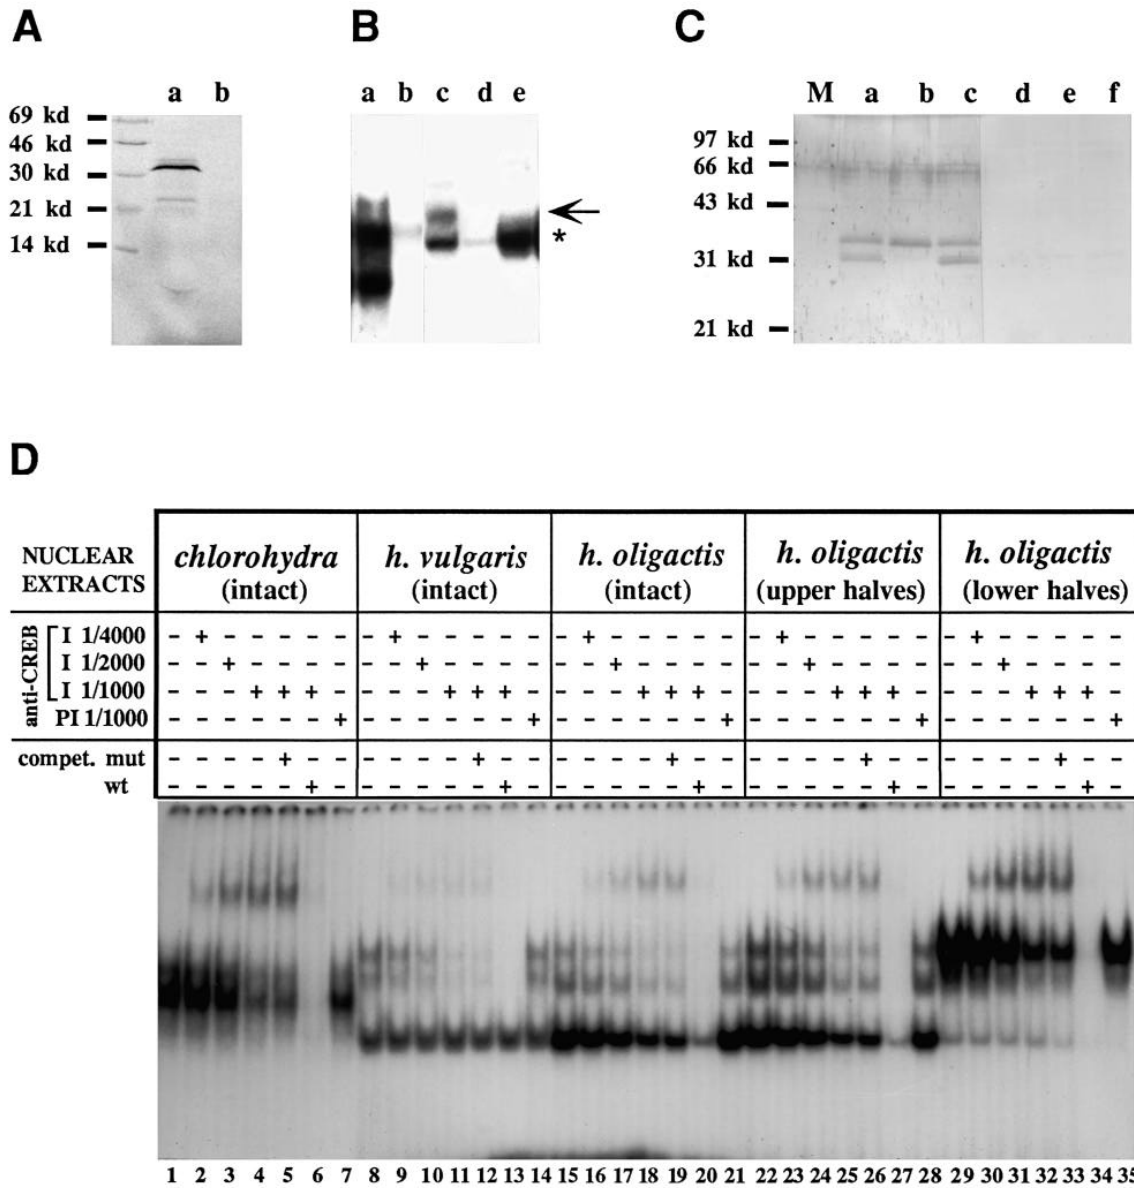 A B C
a b
69 kd
46 kd
30 kd
21 kd
14 kd
a b c d e
*
M a b c d e f
97 kd
66 kd
43 kd
31 kd
21 kd
D
NUCLEAR EXTRACTS
chlorohydra (intact)
h. vulgaris (intact)
h. oligactis (intact)
h. oligactis (upper halves)
h. oligactis (lower halves)
anti-CREB
I 1/4000 - + - - - - - - + - - - - - - + - - - - - - + - - - - - - + - - - - -
I 1/2000 - - + - - - - - - + - - - - - - + - - - - - - + - - - - - - + - - - -
I 1/1000 - - - + + + - - - - + + + - - - - + + + - - - - + + + - - - - + + + -
PI 1/1000 - - - - - - + - - - - - - + - - - - - - + - - - - - - + - - - - - - +
compet. mut - - - - + - - - - - - + - - - - - - + - - - - - - + - - - - - - + - -
wt - - - - - + - - - - - - + - - - - - - + - - - - - - + - - - - - - + -
1 2 3 4 5 6 7 8 9 10 11 12 13 14 15 16 17 18 19 20 21 22 23 24 25 26 27 28 29 30 31 32 33 34 35